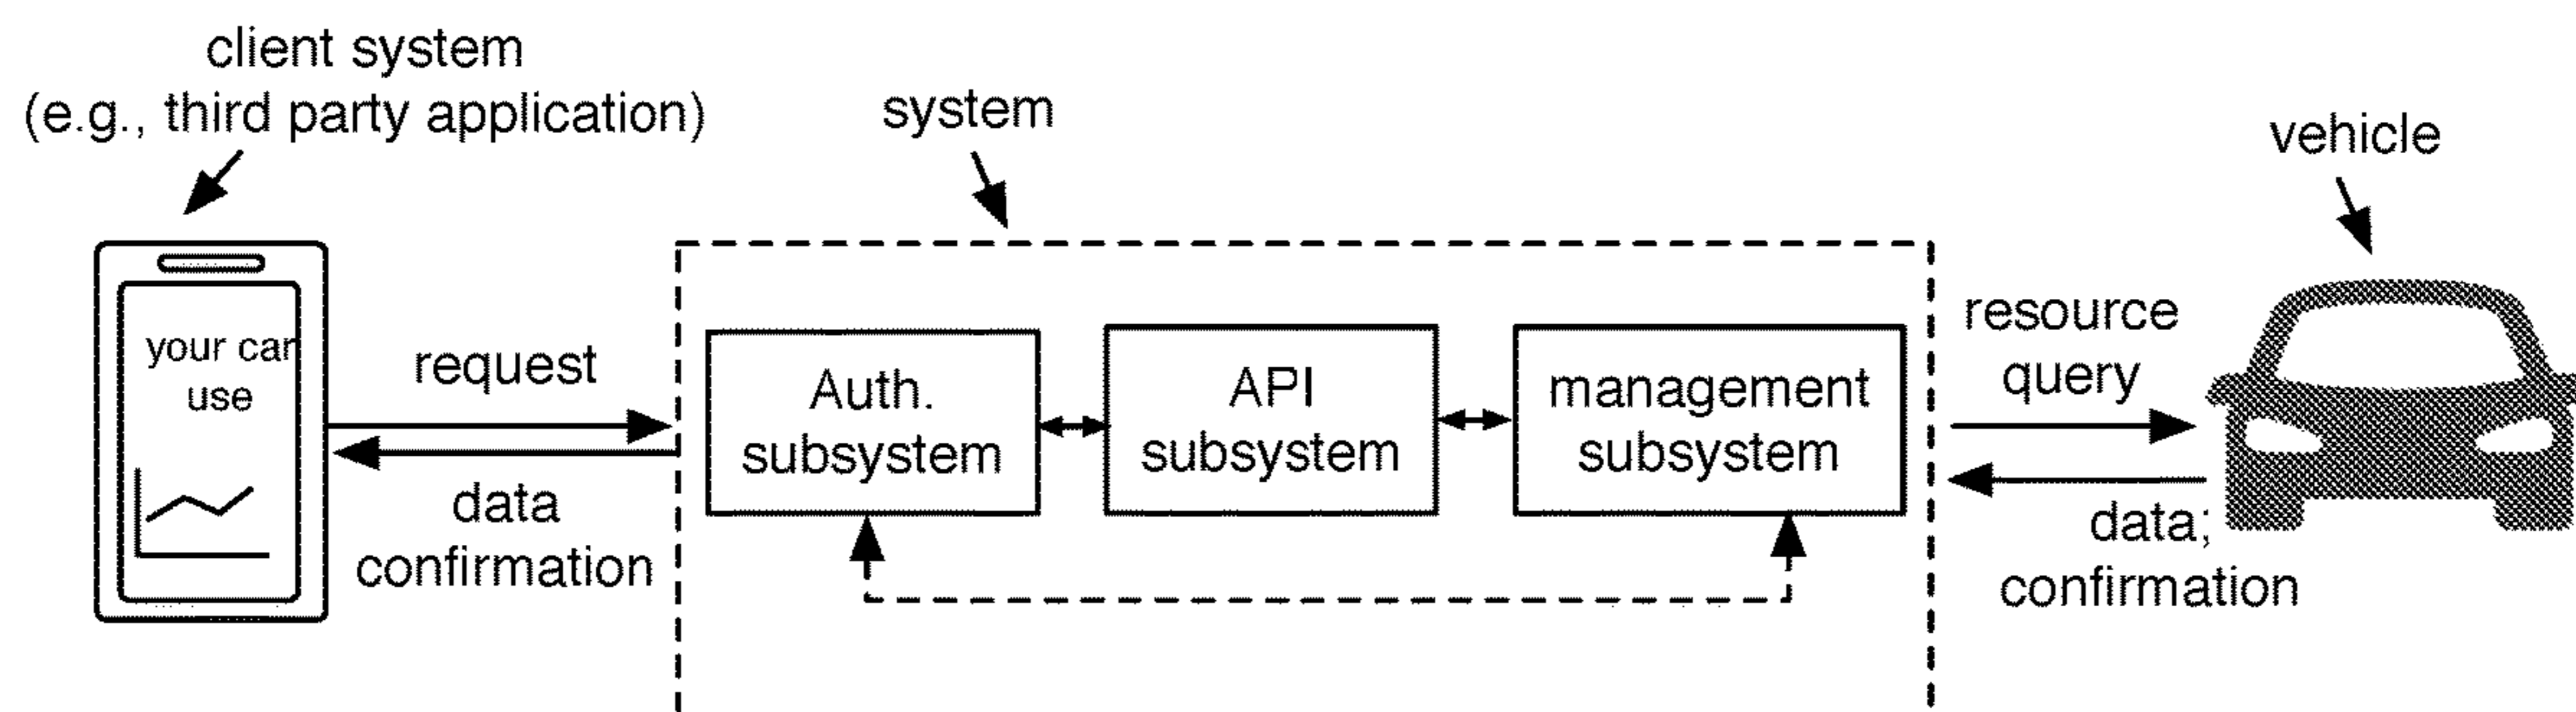 client system
(e.g., third party application)
system
vehicle
your car
use
request
data
confirmation
Auth.
subsystem
API
subsystem
management
subsystem
resource
query
data;
confirmation